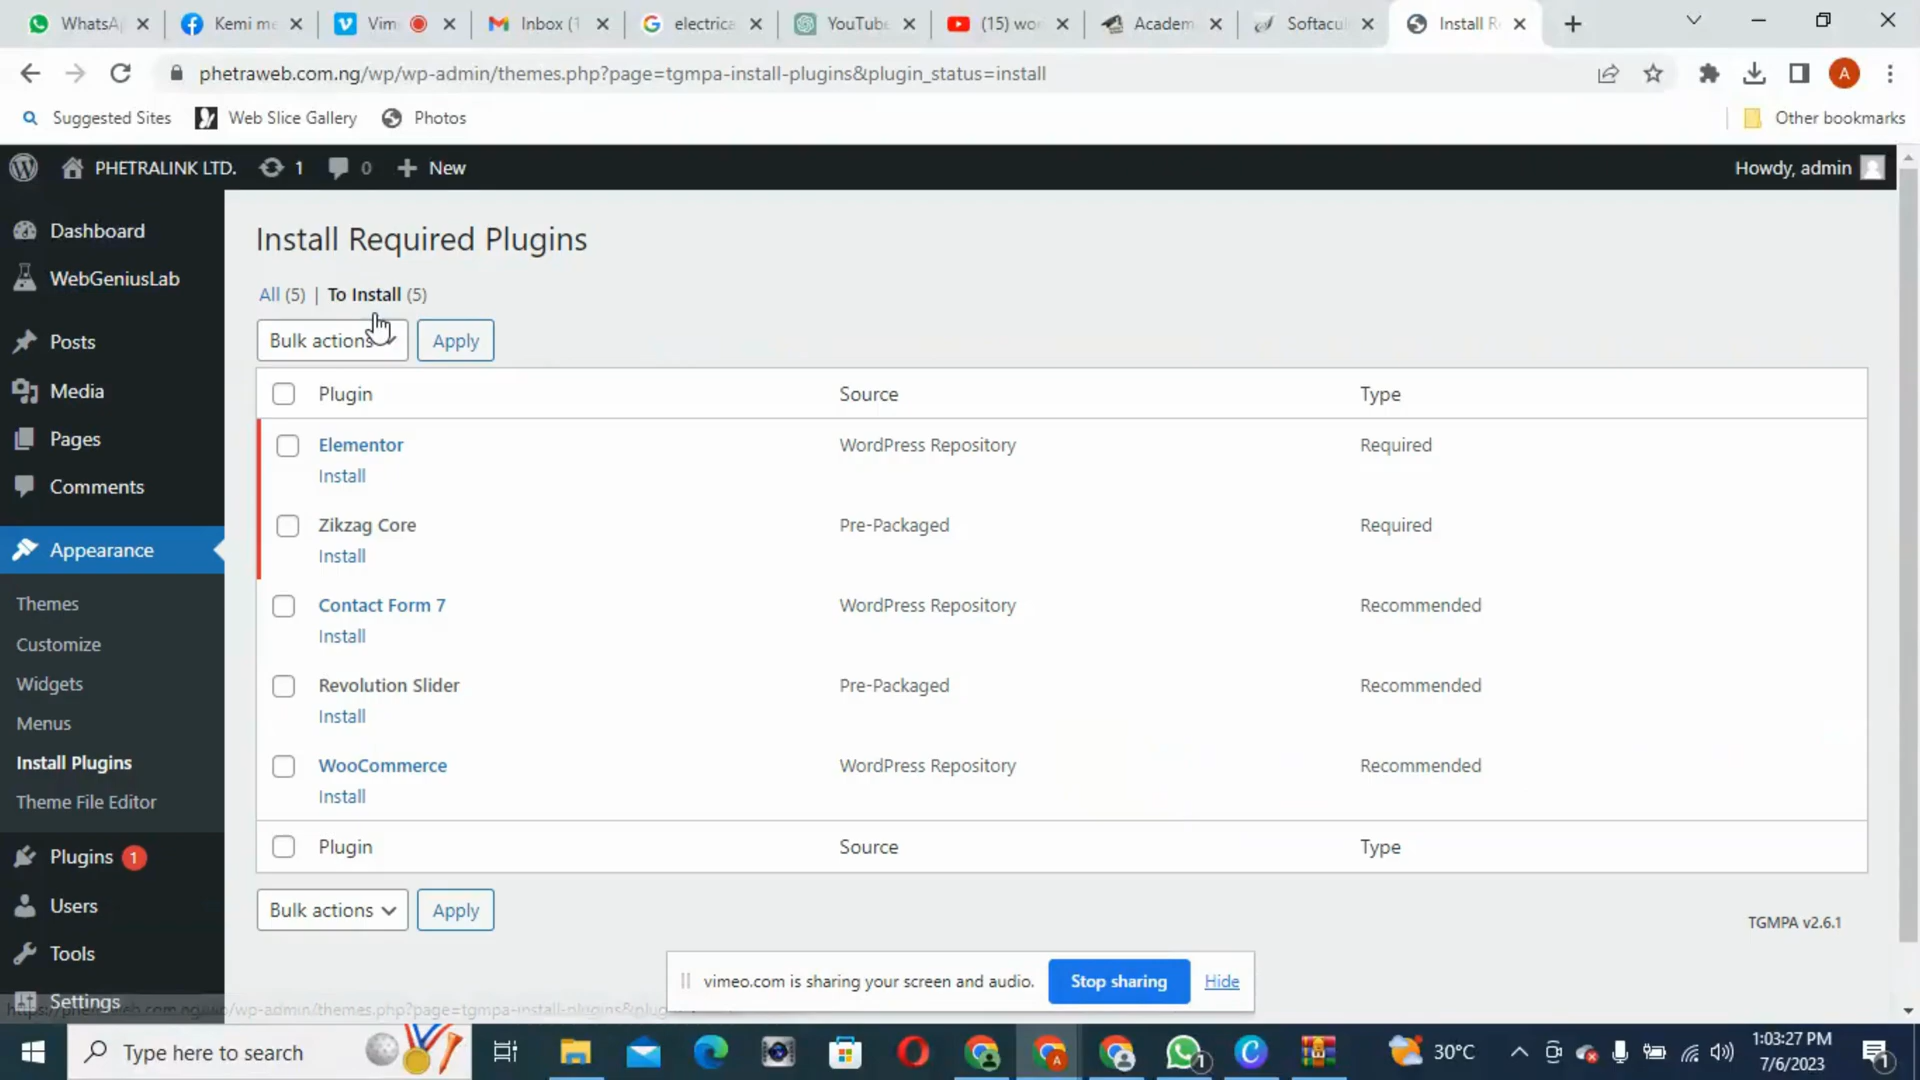 WhatsA
Kemi me
Vim
Inbox (1
electrica
YouTube
(15) wo
Academ
Softacul
Install R
phetraweb.com.ng/wp/wp-admin/themes.php?page=tgmpa-install-plugins&plugin_status=install
A
Suggested Sites
Web Slice Gallery
Photos
Other bookmarks
PHETRALINK LTD.
1
0
New
Howdy, admin
Dashboard
WebGeniusLab
Posts
Media
Pages
Comments
Appearance
Themes
Customize
Widgets
Menus
Install Plugins
Theme File Editor
Plugins 1
Users
Tools
Settings
Install Required Plugins
All (5) | To Install (5)
Bulk actions Apply
Plugin Source Type
Elementor WordPress Repository Required
Install
Zikzag Core Pre-Packaged Required
Install
Contact Form 7 WordPress Repository Recommended
Install
Revolution Slider Pre-Packaged Recommended
Install
WooCommerce WordPress Repository Recommended
Install
Plugin Source Type
Bulk actions Apply
TGMPA v2.6.1
vimeo.com is sharing your screen and audio. Stop sharing Hide
Type here to search
1
30°C
1:03:27 PM
7/6/2023
1